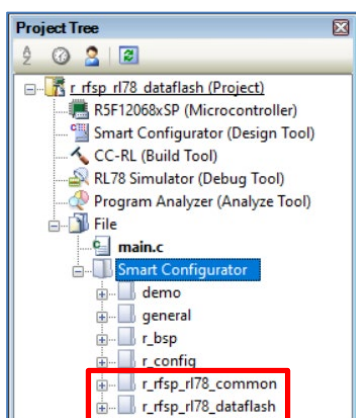 Project Tree
r_rfsp_rl78_dataflash (Project)
R5F12068xSP (Microcontroller)
Smart Configurator (Design Tool)
CC-RL (Build Tool)
RL78 Simulator (Debug Tool)
Program Analyzer (Analyze Tool)
File
main.c
Smart Configurator
demo
general
r_bsp
r_config
r_rfsp_rl78_common
r_rfsp_rl78_dataflash